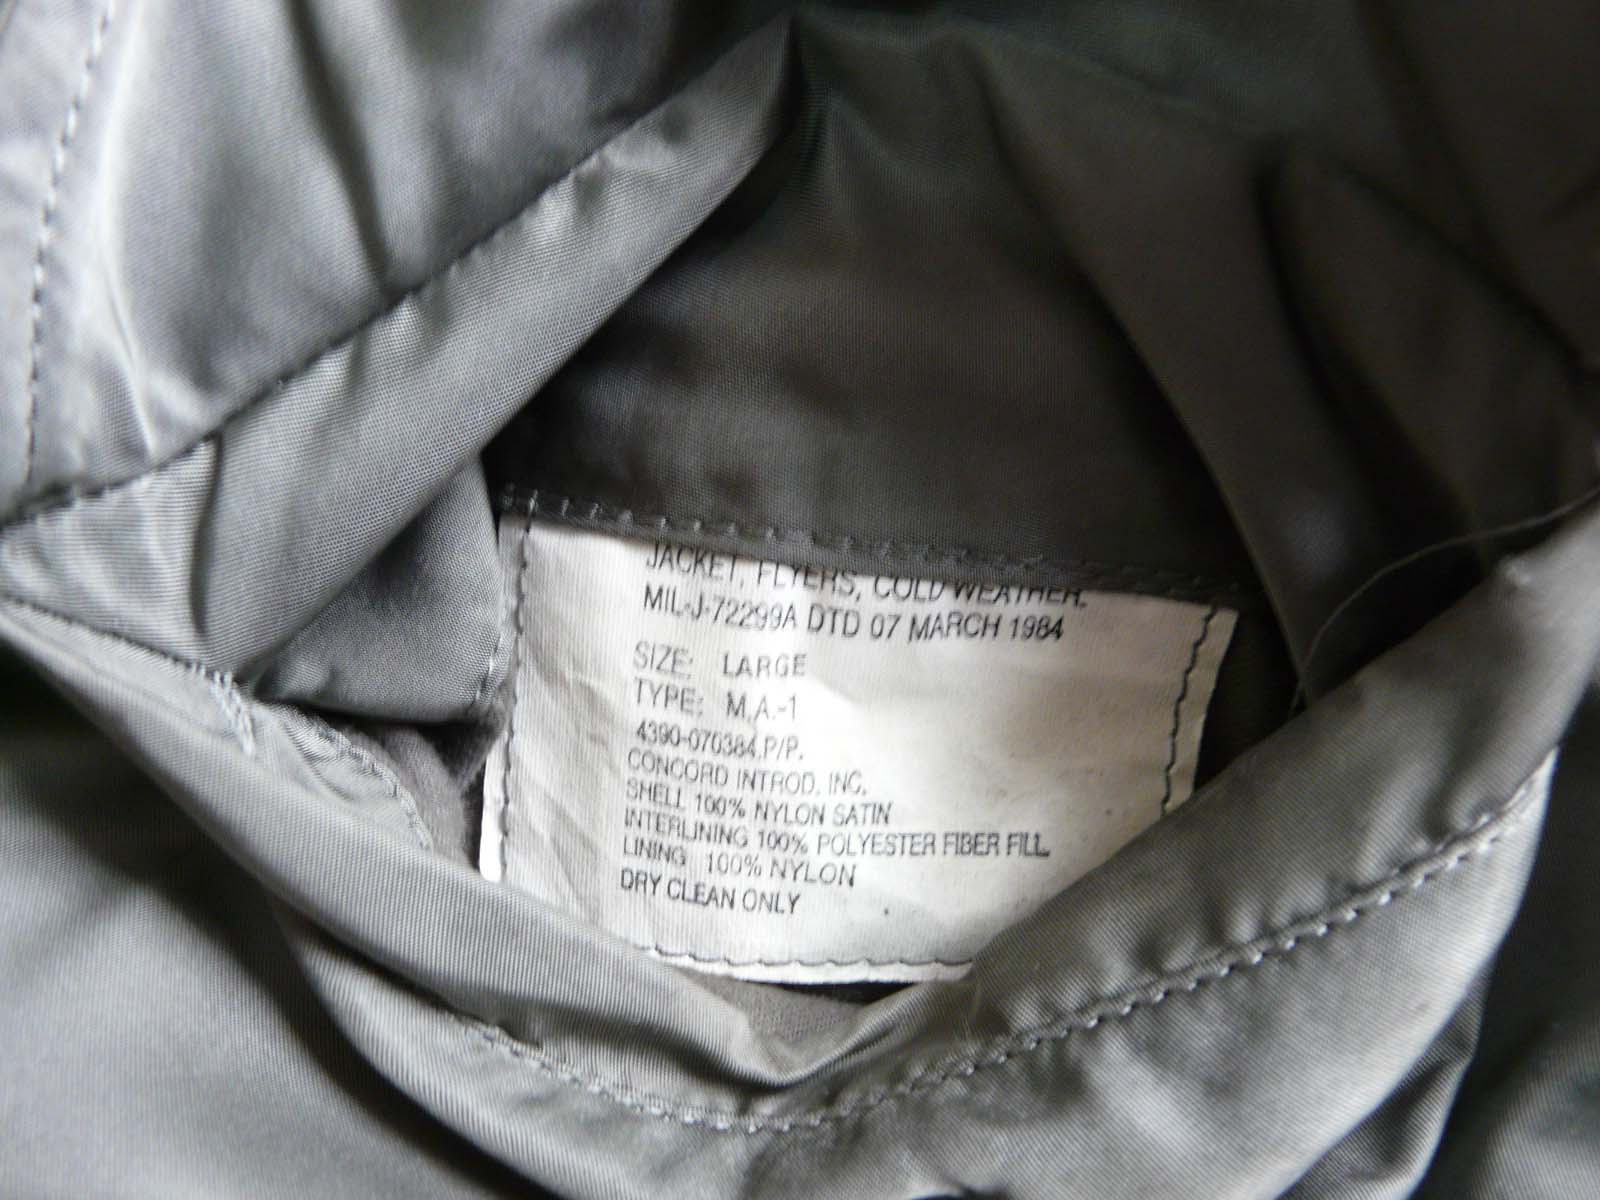 JACKET, FLYERS, COLD WEATHER.
MIL-J-72299A DTD 07 MARCH 1984
SIZE: LARGE
TYPE: M.A.-1
4390-070384.P/P.
CONCORD INTROD. INC.
SHELL 100% NYLON SATIN
INTERLINING 100% POLYESTER FIBER FILL
LINING 100% NYLON
DRY CLEAN ONLY